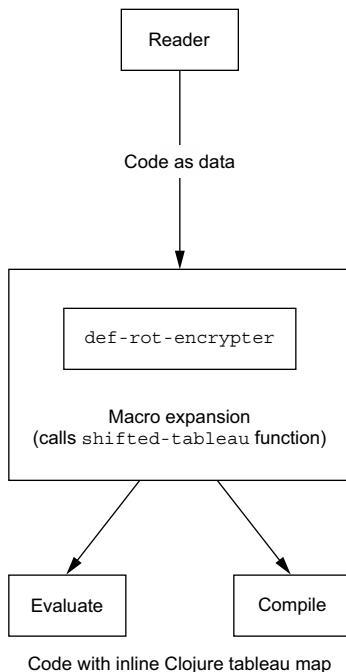 Reader
Code as data
def-rot-encrypter
Macro expansion
(calls shifted-tableau function)
Evaluate
Compile
Code with inline Clojure tableau map